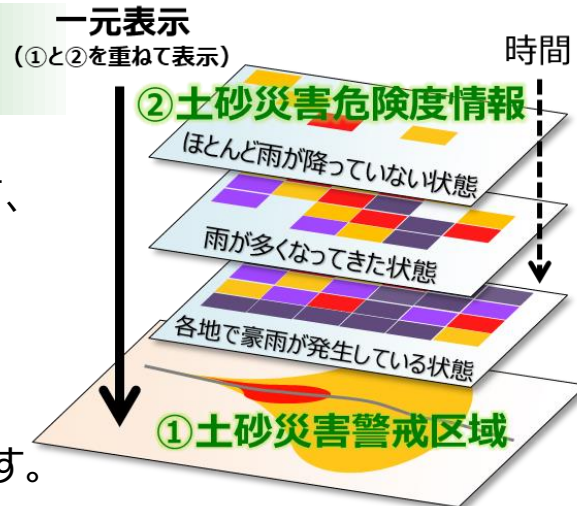 一元表示
(①と②を重ねて表示)
時間
②土砂災害危険度情報
ほとんど雨が降っていない状態
、
雨が多くなってきた状態
各地で豪雨が発生している状態
①土砂災害警戒区域
す。